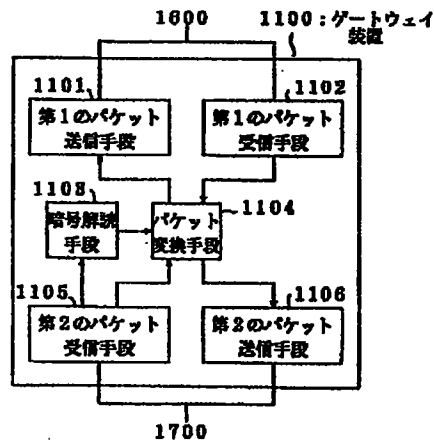 1600
1100:ゲートウェイ
装置
1101
1102
第1のパケット
送信手段
第1のパケット
受信手段
1103
暗号解読
手段
パケット
変換手段
1104
1105
1106
第2のパケット
受信手段
第2のパケット
送信手段
1700